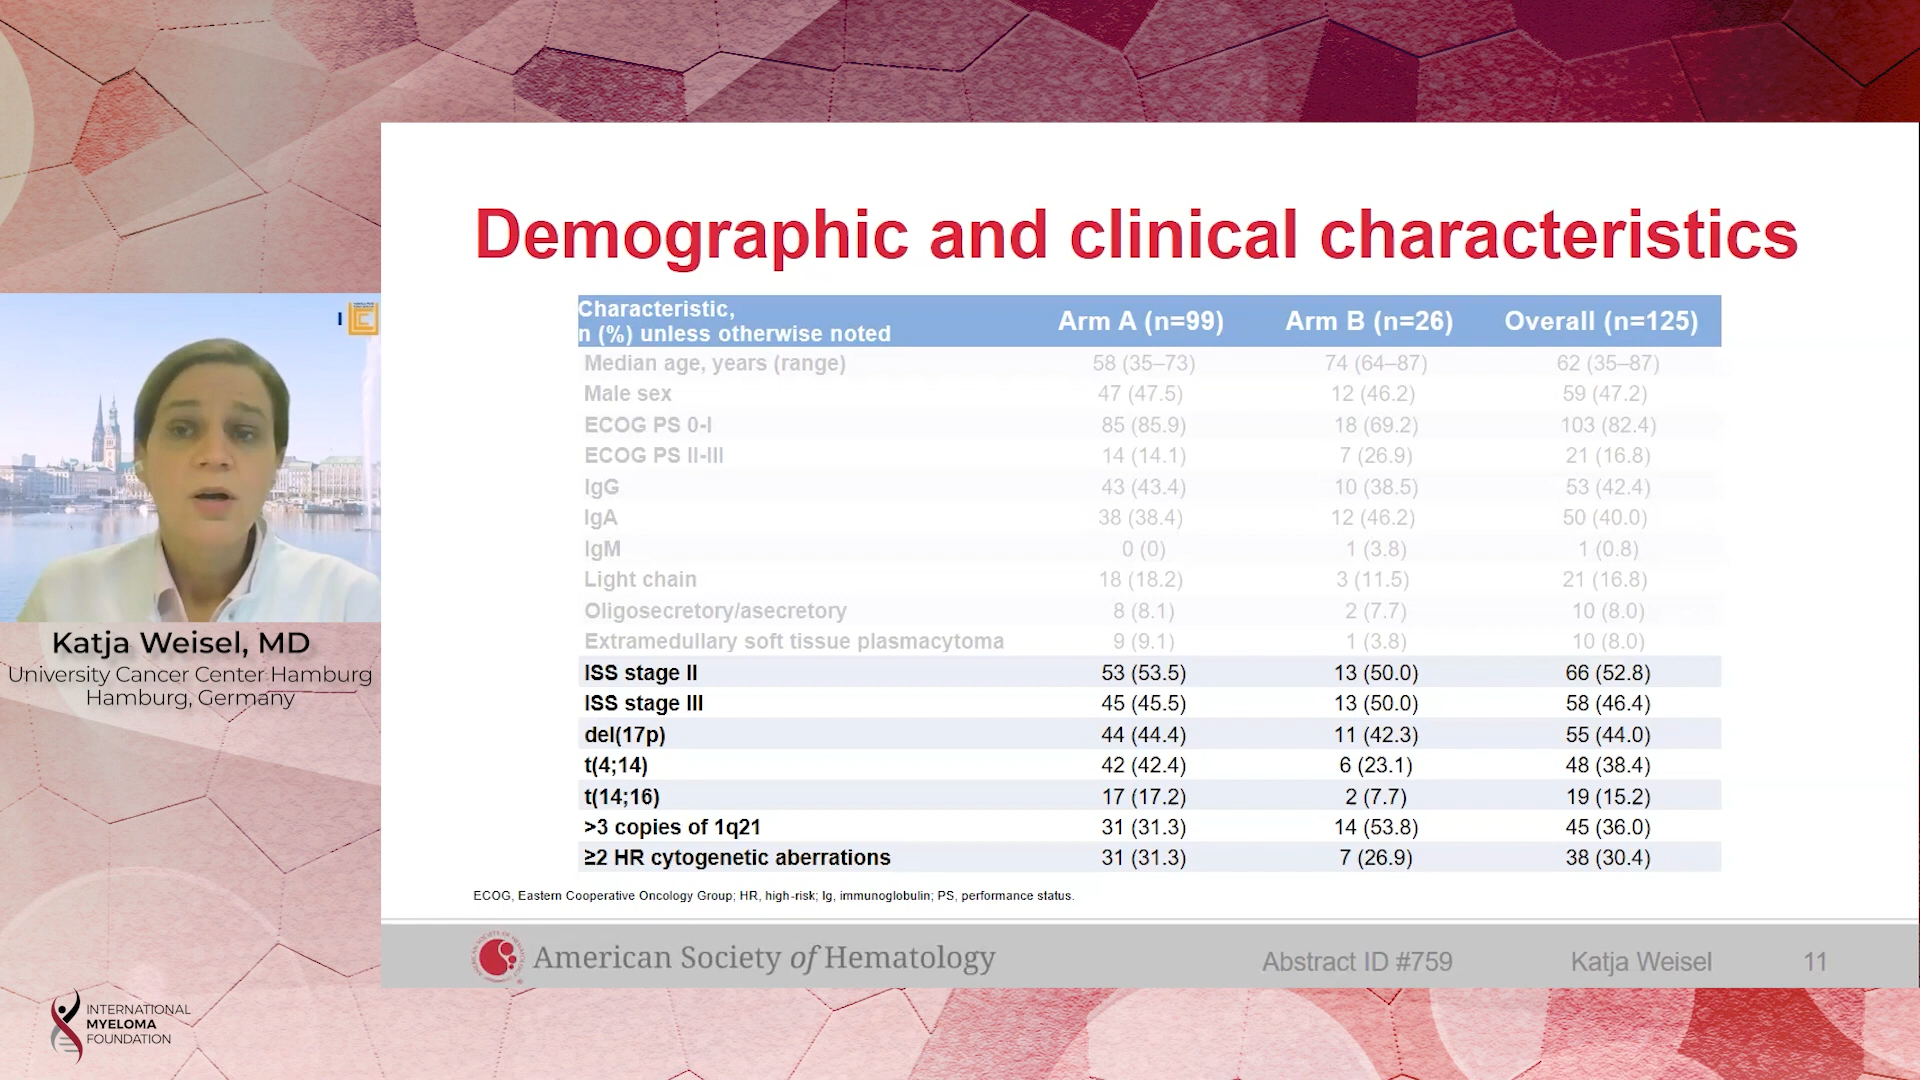 Demographic and clinical characteristics
Characteristic,
n (%) unless otherwise noted Arm A (n=99) Arm B (n=26) Overall (n=125)
Median age, years (range) 58 (35–73) 74 (64–87) 62 (35–87)
Male sex 47 (47.5) 12 (46.2) 59 (47.2)
ECOG PS 0-I 85 (85.9) 18 (69.2) 103 (82.4)
ECOG PS II-III 14 (14.1) 7 (26.9) 21 (16.8)
IgG 43 (43.4) 10 (38.5) 53 (42.4)
IgA 38 (38.4) 12 (46.2) 50 (40.0)
IgM 0 (0) 1 (3.8) 1 (0.8)
Light chain 18 (18.2) 3 (11.5) 21 (16.8)
Oligosecretory/asecretory 8 (8.1) 2 (7.7) 10 (8.0)
Extramedullary soft tissue plasmacytoma 9 (9.1) 1 (3.8) 10 (8.0)
ISS stage II 53 (53.5) 13 (50.0) 66 (52.8)
ISS stage III 45 (45.5) 13 (50.0) 58 (46.4)
del(17p) 44 (44.4) 11 (42.3) 55 (44.0)
t(4;14) 42 (42.4) 6 (23.1) 48 (38.4)
t(14;16) 17 (17.2) 2 (7.7) 19 (15.2)
>3 copies of 1q21 31 (31.3) 14 (53.8) 45 (36.0)
≥2 HR cytogenetic aberrations 31 (31.3) 7 (26.9) 38 (30.4)
ECOG, Eastern Cooperative Oncology Group; HR, high-risk; Ig, immunoglobulin; PS, performance status.
American Society of Hematology Abstract ID #759 Katja Weisel 11
Katja Weisel, MD
University Cancer Center Hamburg
Hamburg, Germany
INTERNATIONAL
MYELOMA
FOUNDATION